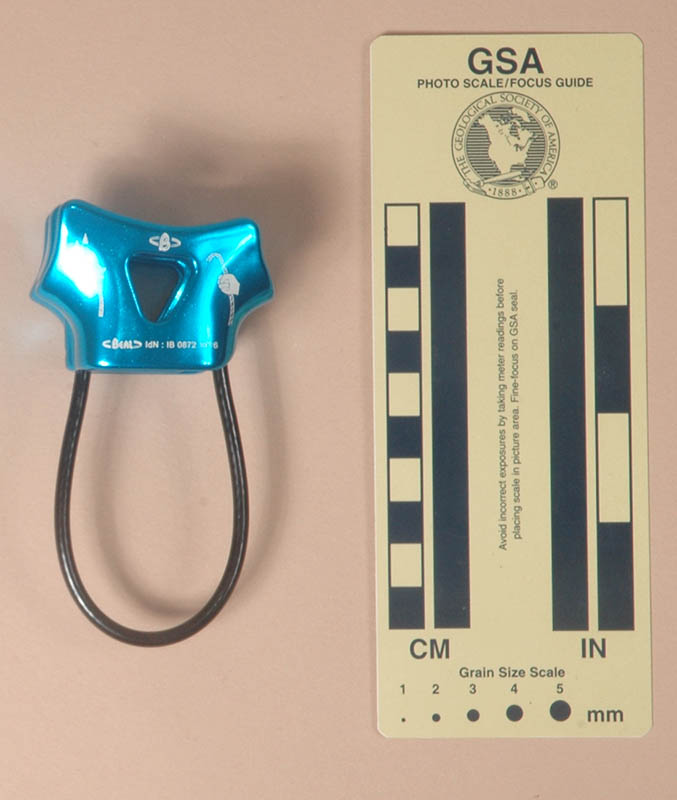 B
BEAL IdN : IB 0872
GSA
PHOTO SCALE/FOCUS GUIDE
THE GEOLOGICAL SOCIETY OF AMERICA
·1888·
®
Avoid incorrect exposures by taking meter readings before
placing scale in picture area. Fine-focus on GSA seal.
CM
IN
Grain Size Scale
1 2 3 4 5
mm